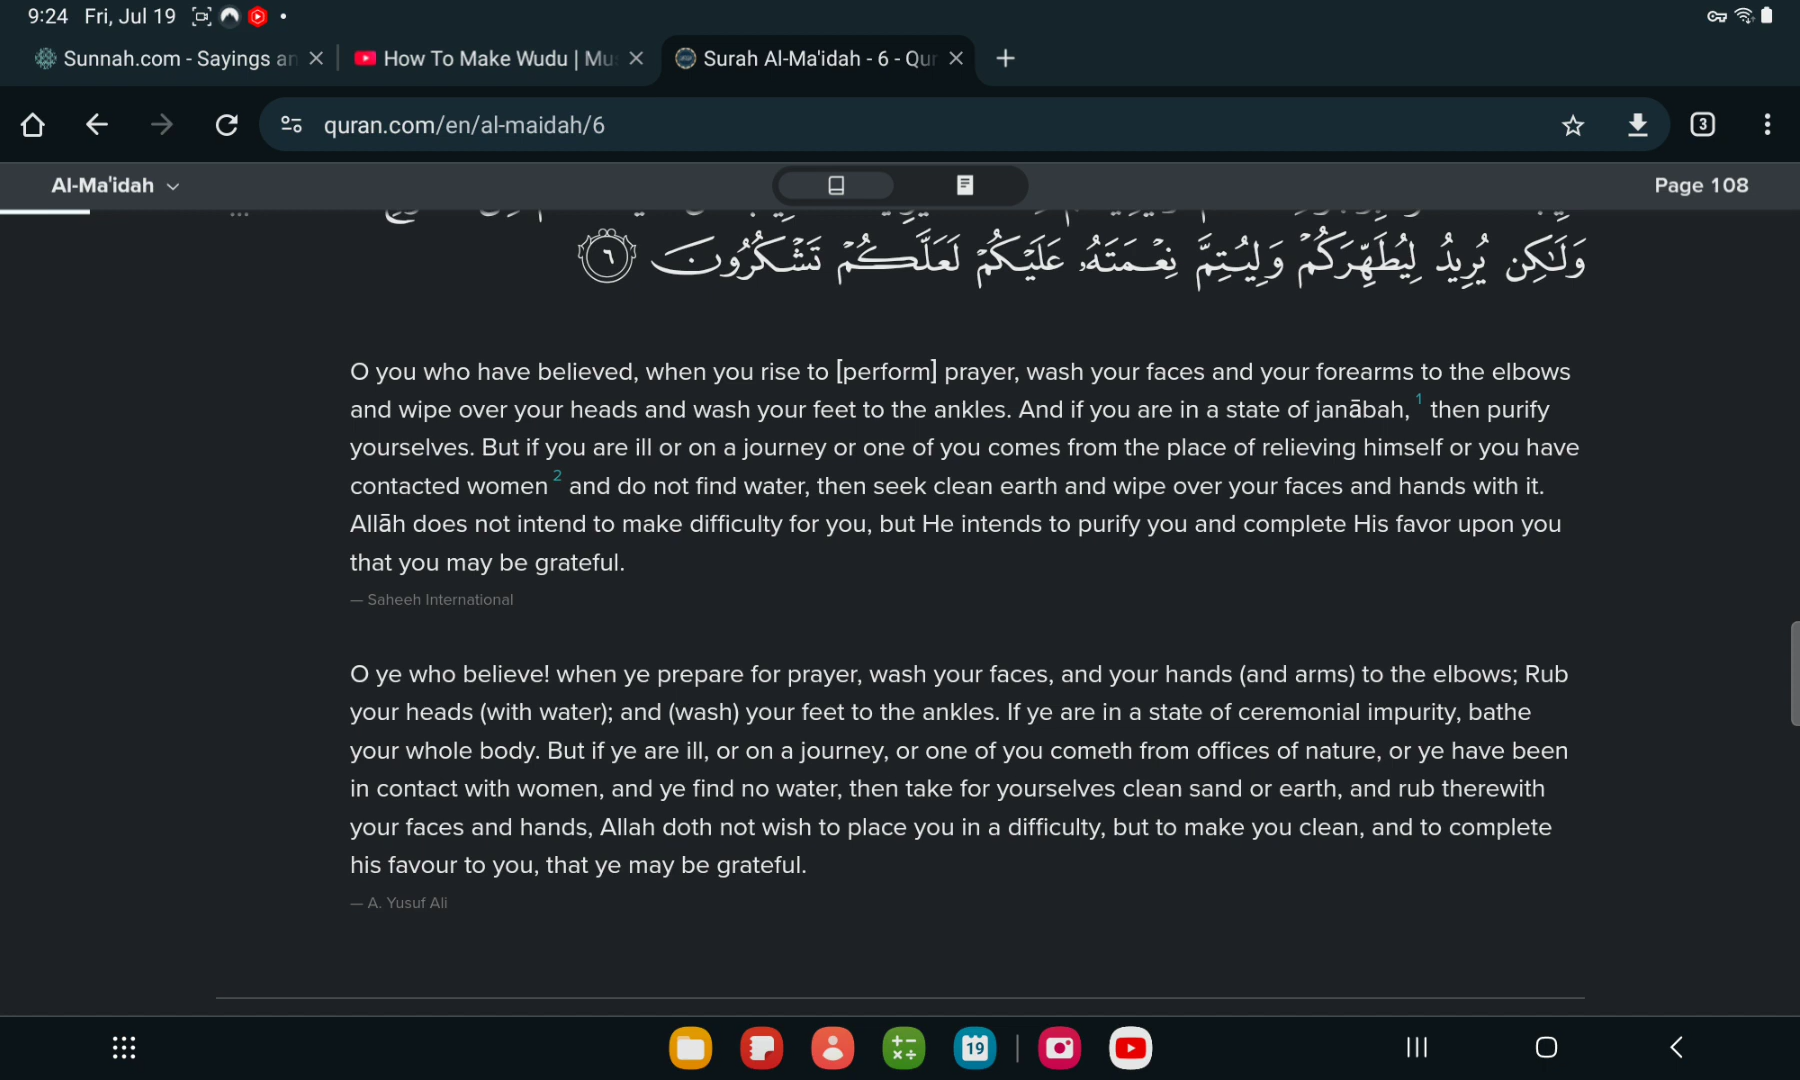 9:24 Fri, Jul 19
Sunnah.com - Sayings an
How To Make Wudu | Mu
Surah Al-Ma'idah - 6 - Qur
quran.com/en/al-maidah/6
3
Al-Ma'idah
Page 108
وَلَـٰكِن يُرِيدُ لِيُطَهِّرَكُمْ وَلِيُتِمَّ نِعْمَتَهُۥ عَلَيْكُمْ لَعَلَّكُمْ تَشْكُرُونَ ٦
O you who have believed, when you rise to [perform] prayer, wash your faces and your forearms to the elbows
and wipe over your heads and wash your feet to the ankles. And if you are in a state of janābah, 1 then purify
yourselves. But if you are ill or on a journey or one of you comes from the place of relieving himself or you have
contacted women 2 and do not find water, then seek clean earth and wipe over your faces and hands with it.
Allāh does not intend to make difficulty for you, but He intends to purify you and complete His favor upon you
that you may be grateful.
— Saheeh International
O ye who believe! when ye prepare for prayer, wash your faces, and your hands (and arms) to the elbows; Rub
your heads (with water); and (wash) your feet to the ankles. If ye are in a state of ceremonial impurity, bathe
your whole body. But if ye are ill, or on a journey, or one of you cometh from offices of nature, or ye have been
in contact with women, and ye find no water, then take for yourselves clean sand or earth, and rub therewith
your faces and hands, Allah doth not wish to place you in a difficulty, but to make you clean, and to complete
his favour to you, that ye may be grateful.
— A. Yusuf Ali
19